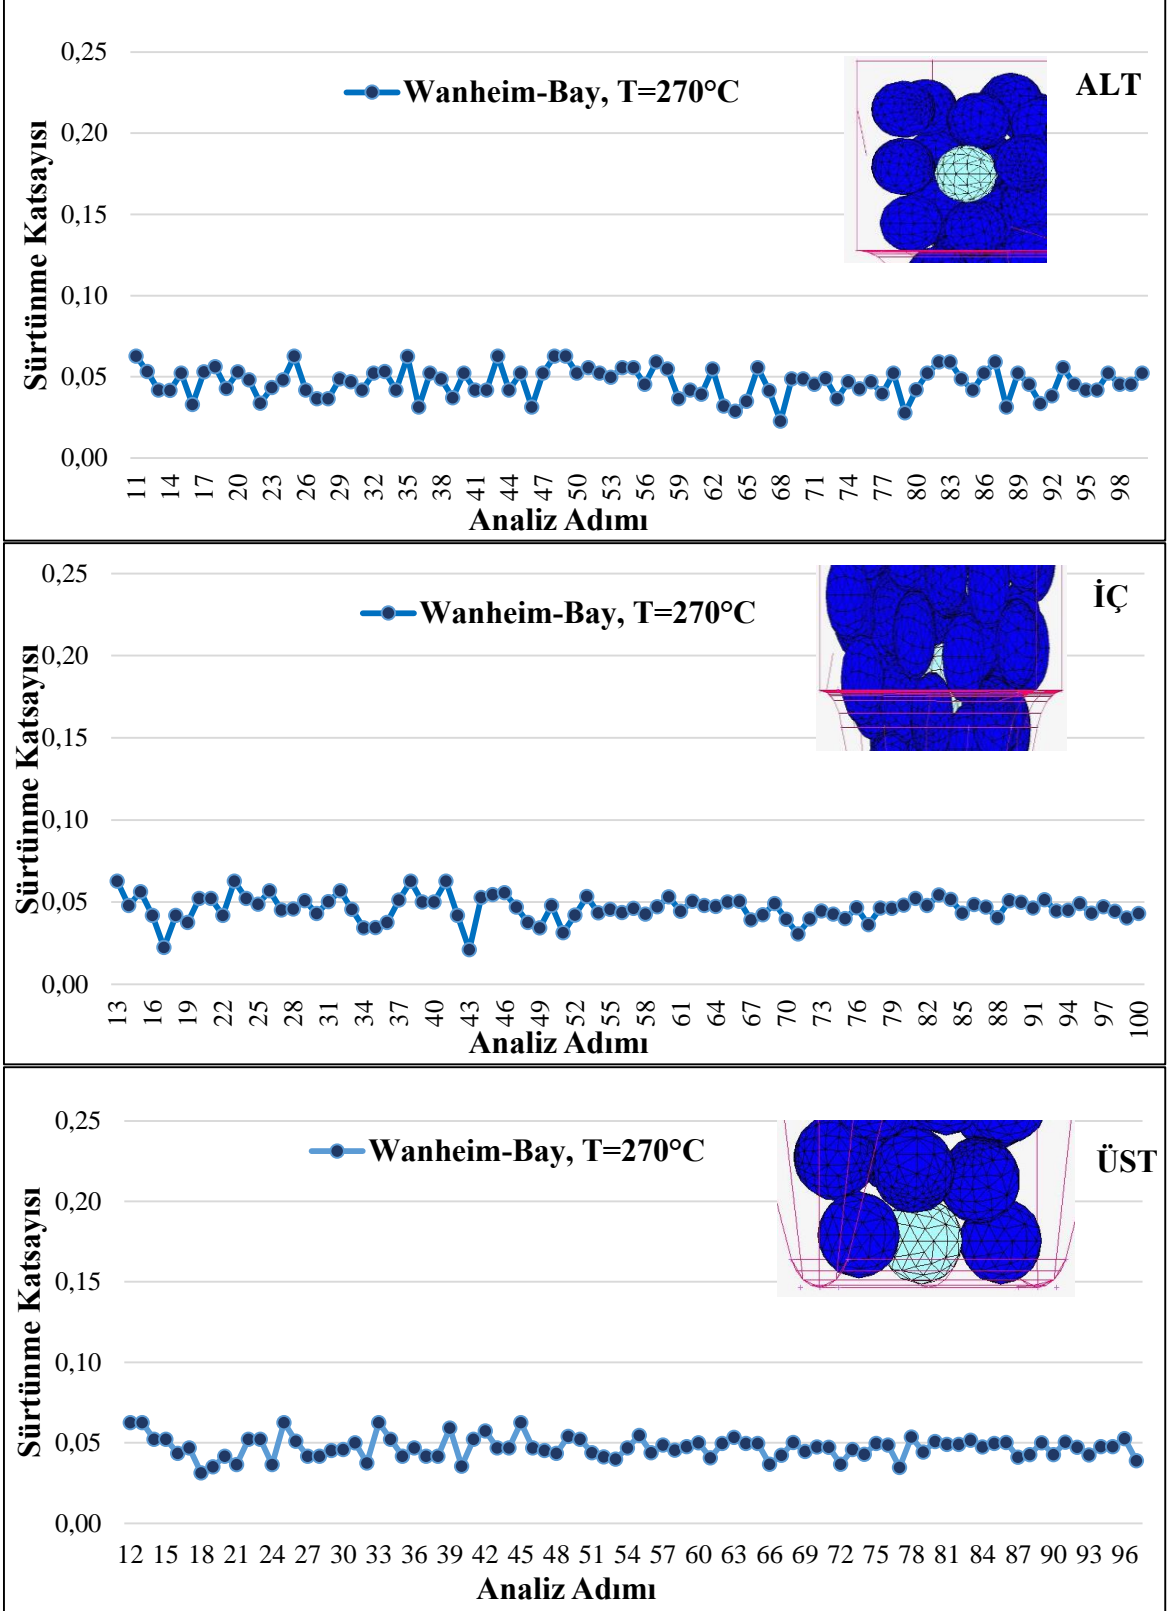 0,25
Wanheim-Bay, T=270°C
ALT
0,20
0,15
0,10
0,05
0,00
Sürtünme Katsayısı
11 14 17 20 23 26 29 32 35 38 41 44 47 50 53 56 59 62 65 68 71 74 77 80 83 86 89 92 95 98
Analiz Adımı
0,25
Wanheim-Bay, T=270°C
İÇ
0,20
0,15
0,10
0,05
0,00
Sürtünme Katsayısı
13 16 19 22 25 28 31 34 37 40 43 46 49 52 55 58 61 64 67 70 73 76 79 82 85 88 91 94 97 100
Analiz Adımı
0,25
Wanheim-Bay, T=270°C
ÜST
0,20
0,15
0,10
0,05
0,00
Sürtünme Katsayısı
12 15 18 21 24 27 30 33 36 39 42 45 48 51 54 57 60 63 66 69 72 75 78 81 84 87 90 93 96
Analiz Adımı